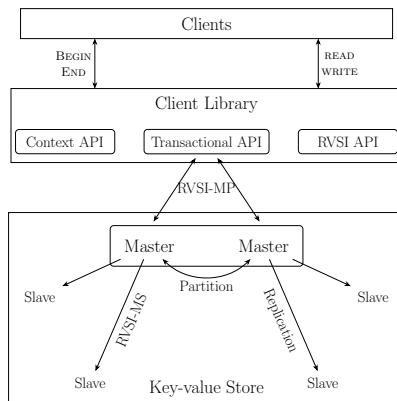 Clients
BEGIN
END
READ
WRITE
Client Library
Context API
Transactional API
RVSI API
RVSI-MP
Master
Master
Partition
Slave
Slave
RVSI-MS
Replication
Slave
Slave
Key-value Store